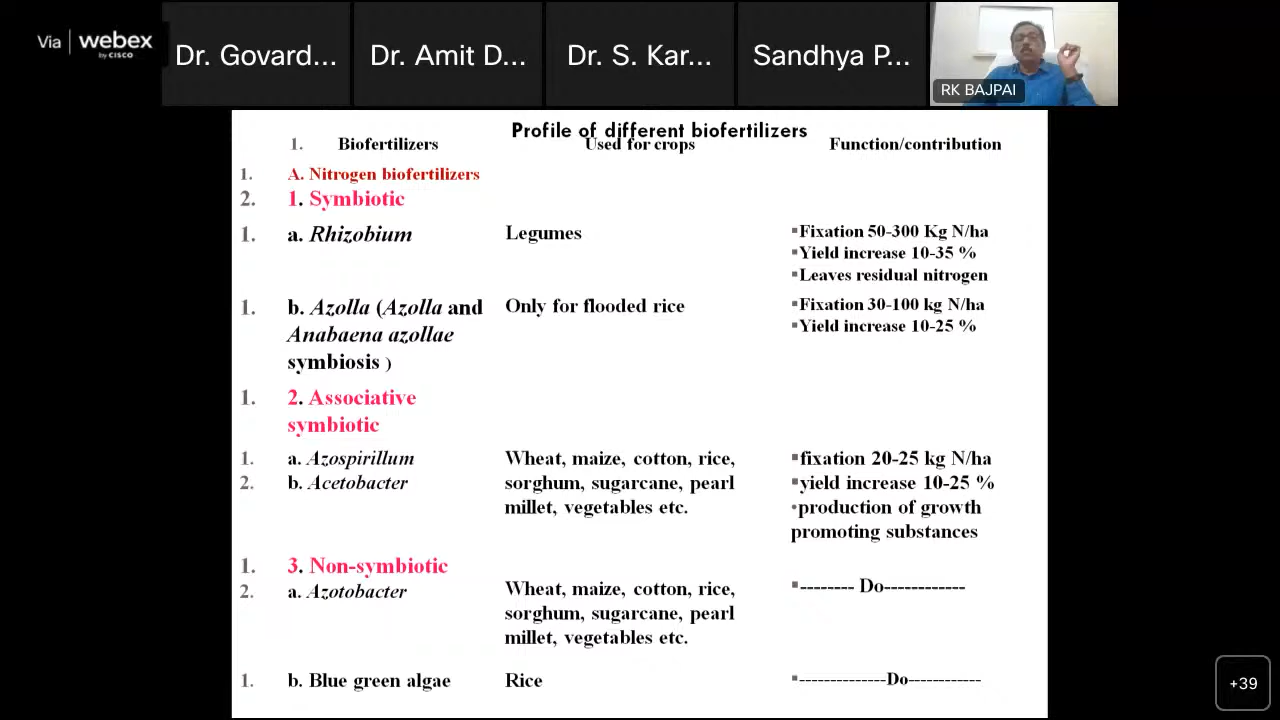 Via | webex
by CISCO
Dr. Govard...
Dr. Amit D...
Dr. S. Kar...
Sandhya P...
RK BAJPAI
Profile of different biofertilizers
1. Biofertilizers Used for crops Function/contribution
1. A. Nitrogen biofertilizers
2. 1. Symbiotic
1. a. Rhizobium Legumes ▪Fixation 50-300 Kg N/ha
▪Yield increase 10-35 %
▪Leaves residual nitrogen
1. b. Azolla (Azolla and Only for flooded rice ▪Fixation 30-100 kg N/ha
Anabaena azollae ▪Yield increase 10-25 %
symbiosis )
1. 2. Associative
symbiotic
1. a. Azospirillum Wheat, maize, cotton, rice, ▪fixation 20-25 kg N/ha
2. b. Acetobacter sorghum, sugarcane, pearl ▪yield increase 10-25 %
millet, vegetables etc. •production of growth
promoting substances
1. 3. Non-symbiotic
2. a. Azotobacter Wheat, maize, cotton, rice, ▪-------- Do------------
sorghum, sugarcane, pearl
millet, vegetables etc.
1. b. Blue green algae Rice ▪--------------Do------------
+39